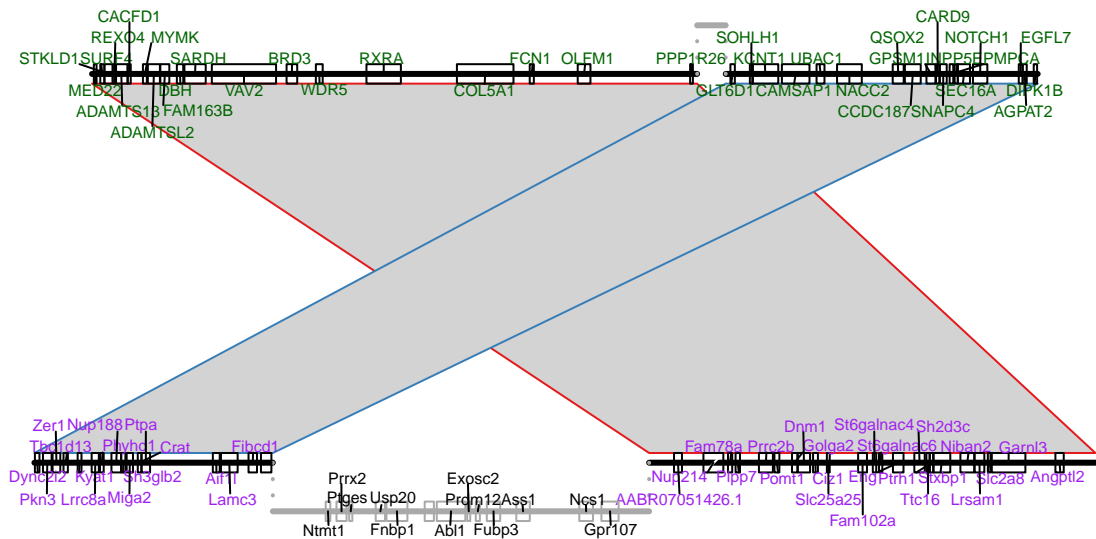 CACFD1 CARD9
REXO4 MYMK SOHLH1 QSOX2 NOTCH1 EGFL7
STKLD1 SURF4 SARDH BRD3 RXRA FCN1 OLFM1 PPP1R26 KCNT1 UBAC1 GPSM1 INPP5E PMPCA
MED22 DBH VAV2 WDR5 COL5A1 GLT6D1 CAMSAP1 NACC2 SEC16A DIPK1B
ADAMTS13 FAM163B CCDC187 SNAPC4 AGPAT2
ADAMTSL2
Zer1 Nup188 Ptpa Dnm1 St6galnac4 Sh2d3c
Tbc1d13 Phyhd1 Crat Fibcd1 Fam78a Prrc2b Golga2 St6galnac6 Niban2 Garnl3
Dync2i2 Kyat1 Sh3glb2 Aif1l Nup214 Plpp7 Pomt1 Ciz1 Eng Ptrh1 Stxbp1 Slc2a8 Angptl2
Prrx2 Exosc2
Pkn3 Lrrc8a Miga2 Lamc3 Ptges Usp20 Prdm12 Ass1 Ncs1 AABR07051426.1 Slc25a25 Ttc16 Lrsam1
Fam102a
Ntmt1 Fnbp1 Abl1 Fubp3 Gpr107